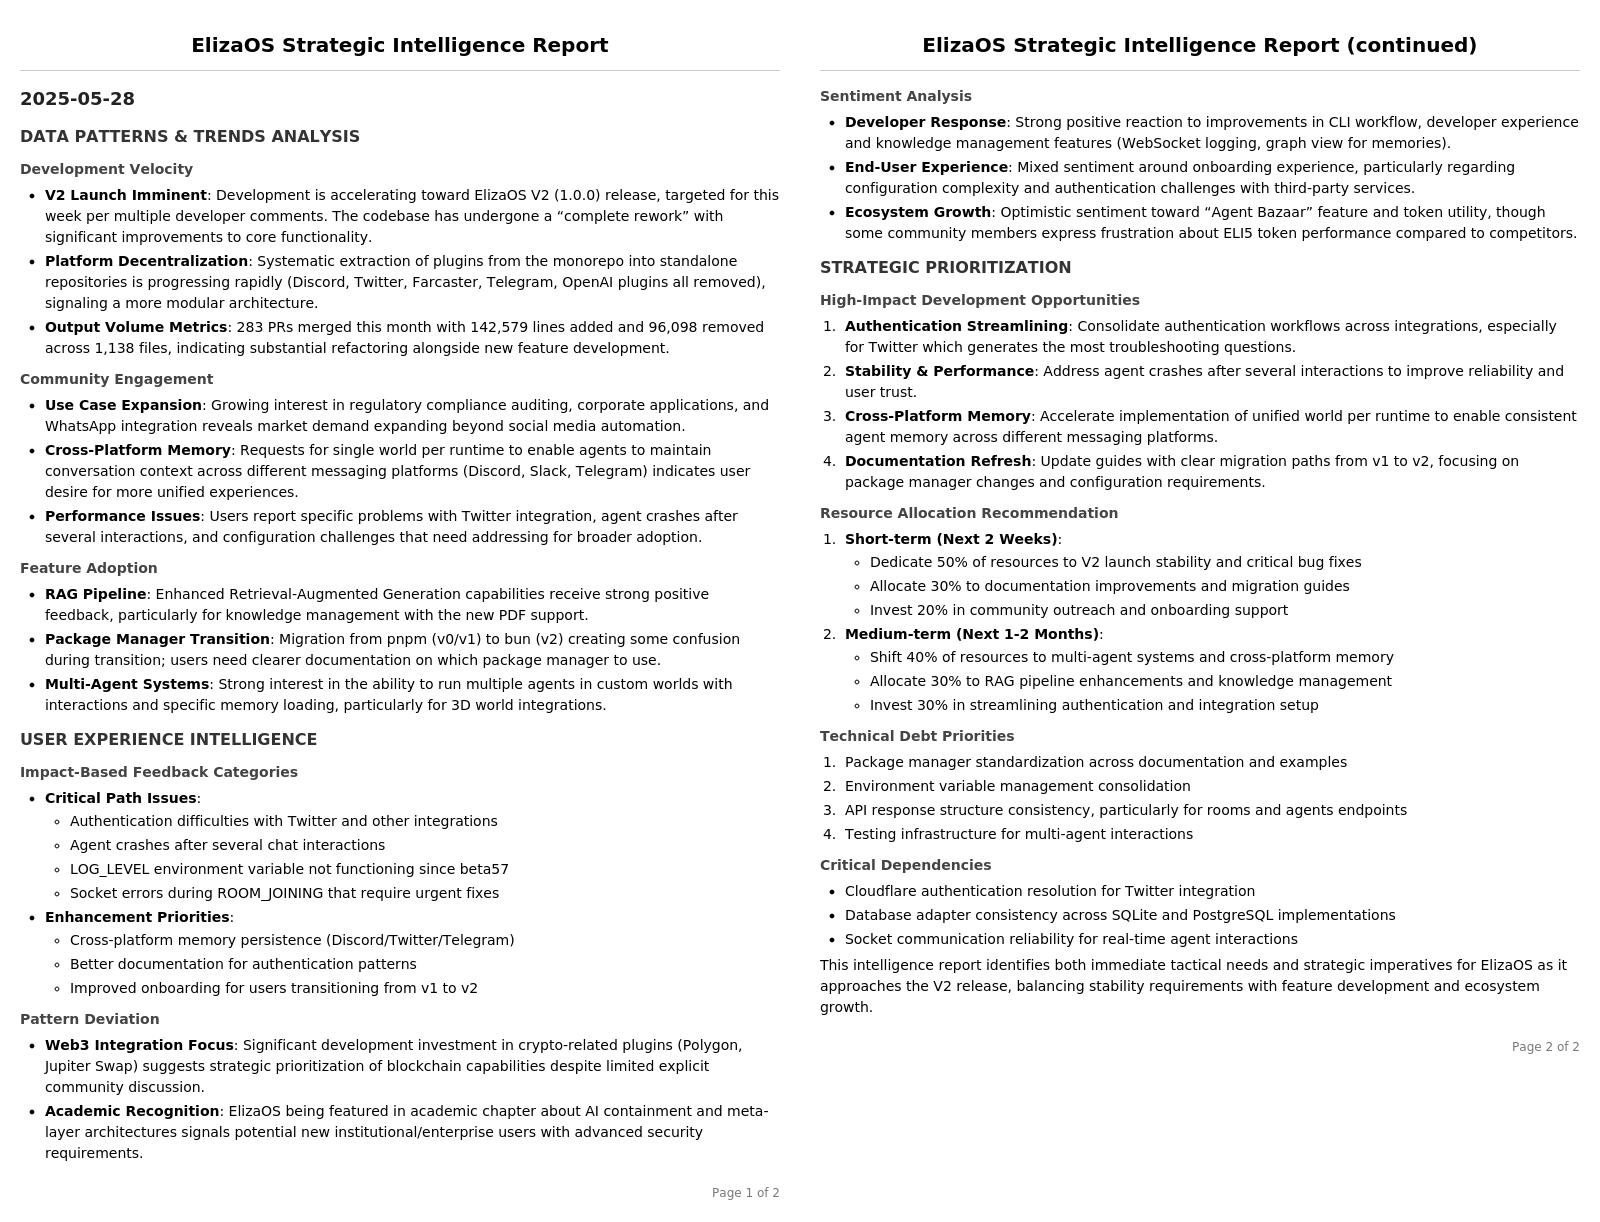 ElizaOS Strategic Intelligence Report
2025-05-28
DATA PATTERNS & TRENDS ANALYSIS
Development Velocity
• V2 Launch Imminent: Development is accelerating toward ElizaOS V2 (1.0.0) release, targeted for this
week per multiple developer comments. The codebase has undergone a “complete rework” with
significant improvements to core functionality.
• Platform Decentralization: Systematic extraction of plugins from the monorepo into standalone
repositories is progressing rapidly (Discord, Twitter, Farcaster, Telegram, OpenAI plugins all removed),
signaling a more modular architecture.
• Output Volume Metrics: 283 PRs merged this month with 142,579 lines added and 96,098 removed
across 1,138 files, indicating substantial refactoring alongside new feature development.
Community Engagement
• Use Case Expansion: Growing interest in regulatory compliance auditing, corporate applications, and
WhatsApp integration reveals market demand expanding beyond social media automation.
• Cross-Platform Memory: Requests for single world per runtime to enable agents to maintain
conversation context across different messaging platforms (Discord, Slack, Telegram) indicates user
desire for more unified experiences.
• Performance Issues: Users report specific problems with Twitter integration, agent crashes after
several interactions, and configuration challenges that need addressing for broader adoption.
Feature Adoption
• RAG Pipeline: Enhanced Retrieval-Augmented Generation capabilities receive strong positive
feedback, particularly for knowledge management with the new PDF support.
• Package Manager Transition: Migration from pnpm (v0/v1) to bun (v2) creating some confusion
during transition; users need clearer documentation on which package manager to use.
• Multi-Agent Systems: Strong interest in the ability to run multiple agents in custom worlds with
interactions and specific memory loading, particularly for 3D world integrations.
USER EXPERIENCE INTELLIGENCE
Impact-Based Feedback Categories
• Critical Path Issues:
◦ Authentication difficulties with Twitter and other integrations
◦ Agent crashes after several chat interactions
◦ LOG_LEVEL environment variable not functioning since beta57
◦ Socket errors during ROOM_JOINING that require urgent fixes
• Enhancement Priorities:
◦ Cross-platform memory persistence (Discord/Twitter/Telegram)
◦ Better documentation for authentication patterns
◦ Improved onboarding for users transitioning from v1 to v2
Pattern Deviation
• Web3 Integration Focus: Significant development investment in crypto-related plugins (Polygon,
Jupiter Swap) suggests strategic prioritization of blockchain capabilities despite limited explicit
community discussion.
• Academic Recognition: ElizaOS being featured in academic chapter about AI containment and meta-
layer architectures signals potential new institutional/enterprise users with advanced security
requirements.
Page 1 of 2
ElizaOS Strategic Intelligence Report (continued)
Sentiment Analysis
• Developer Response: Strong positive reaction to improvements in CLI workflow, developer experience
and knowledge management features (WebSocket logging, graph view for memories).
• End-User Experience: Mixed sentiment around onboarding experience, particularly regarding
configuration complexity and authentication challenges with third-party services.
• Ecosystem Growth: Optimistic sentiment toward “Agent Bazaar” feature and token utility, though
some community members express frustration about ELI5 token performance compared to competitors.
STRATEGIC PRIORITIZATION
High-Impact Development Opportunities
1. Authentication Streamlining: Consolidate authentication workflows across integrations, especially
for Twitter which generates the most troubleshooting questions.
2. Stability & Performance: Address agent crashes after several interactions to improve reliability and
user trust.
3. Cross-Platform Memory: Accelerate implementation of unified world per runtime to enable consistent
agent memory across different messaging platforms.
4. Documentation Refresh: Update guides with clear migration paths from v1 to v2, focusing on
package manager changes and configuration requirements.
Resource Allocation Recommendation
1. Short-term (Next 2 Weeks):
◦ Dedicate 50% of resources to V2 launch stability and critical bug fixes
◦ Allocate 30% to documentation improvements and migration guides
◦ Invest 20% in community outreach and onboarding support
2. Medium-term (Next 1-2 Months):
◦ Shift 40% of resources to multi-agent systems and cross-platform memory
◦ Allocate 30% to RAG pipeline enhancements and knowledge management
◦ Invest 30% in streamlining authentication and integration setup
Technical Debt Priorities
1. Package manager standardization across documentation and examples
2. Environment variable management consolidation
3. API response structure consistency, particularly for rooms and agents endpoints
4. Testing infrastructure for multi-agent interactions
Critical Dependencies
• Cloudflare authentication resolution for Twitter integration
• Database adapter consistency across SQLite and PostgreSQL implementations
• Socket communication reliability for real-time agent interactions
This intelligence report identifies both immediate tactical needs and strategic imperatives for ElizaOS as it
approaches the V2 release, balancing stability requirements with feature development and ecosystem
growth.
Page 2 of 2